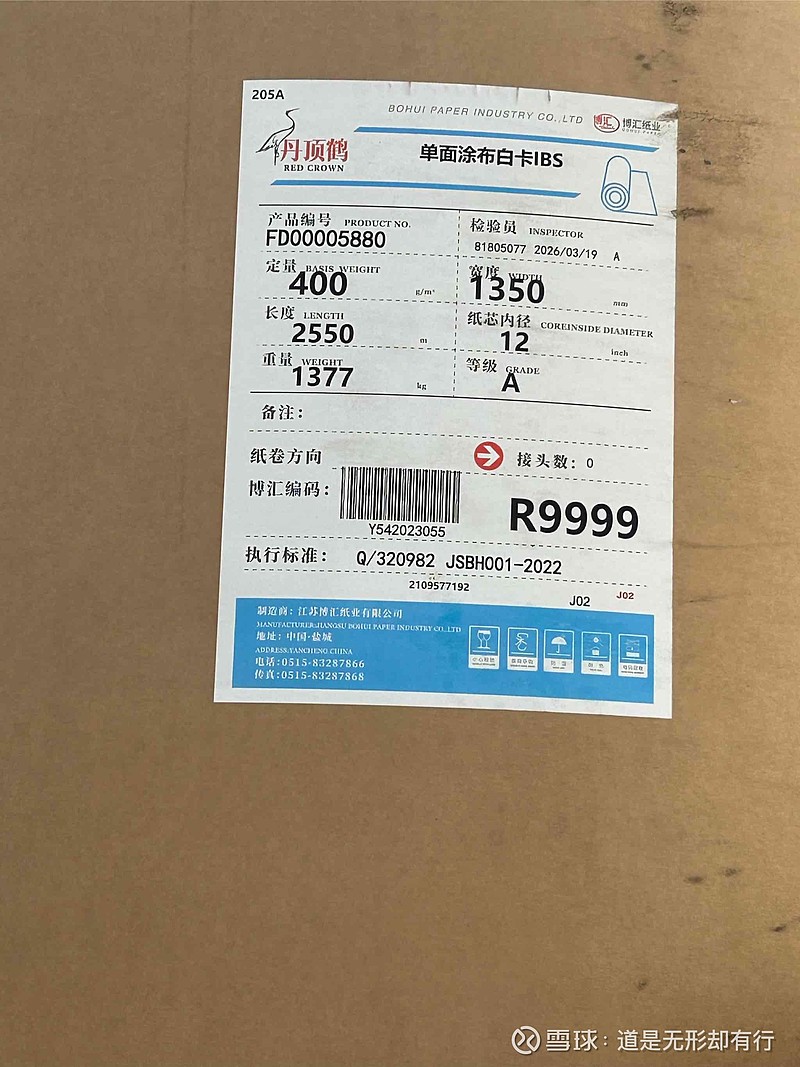 205A
BOHUI PAPER INDUSTRY CO.,LTD
博汇
博汇纸业
BOHUI PAPER
丹顶鹤
RED CROWN
单面涂布白卡IBS
产品编号 PRODUCT NO.
FD00005880
检验员 INSPECTOR
81805077 2026/03/19 A
定量 BASIS WEIGHT
400 g/m²
宽度 WIDTH
1350 mm
长度 LENGTH
2550 m
纸芯内径 COREINSIDE DIAMETER
12 inch
重量 WEIGHT
1377 kg
等级 GRADE
A
备注：
纸卷方向
接头数：0
博汇编码：
Y542023055
R9999
执行标准： Q/320982 JSBH001-2022
2109577192
J02 J02
制造商：江苏博汇纸业有限公司
MANUFACTURER:JIANGSU BOHUI PAPER INDUSTRY CO.,LTD
地址：中国·盐城
ADDRESS:YANCHENG.CHINA
电话:0515-83287866
传真:0515-83287868
雪球：道是无形却有行